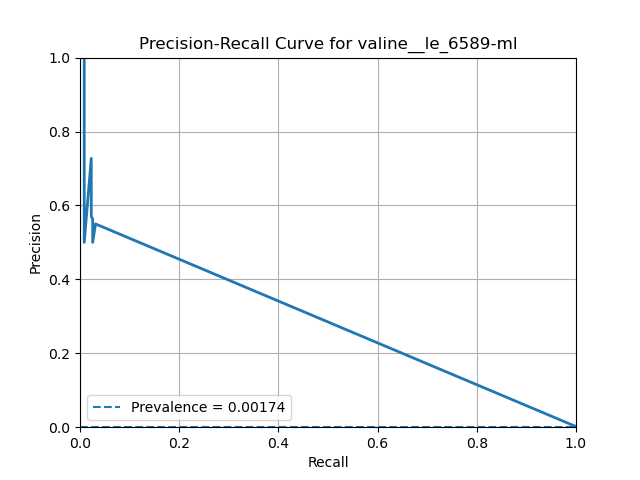 Precision-Recall Curve for valine__le_6589-ml
1.0
0.8
0.6
0.4
0.2
0.0
Precision
Prevalence = 0.00174
0.0 0.2 0.4 0.6 0.8 1.0
Recall